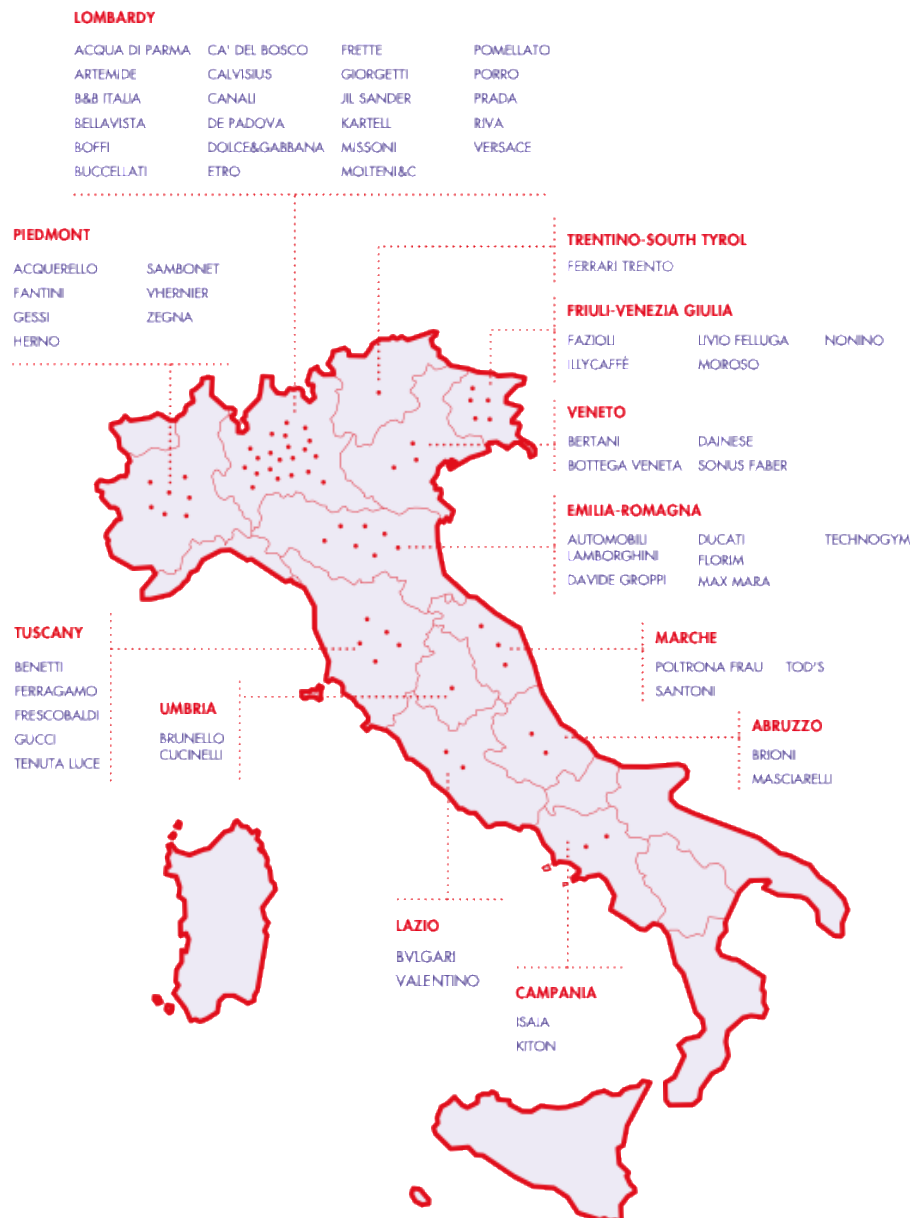 LOMBARDY
ACQUA DI PARMA CA' DEL BOSCO FRETTE POMELLATO
ARTEMIDE CALVISIUS GIORGETTI PORRO
B&B ITALIA CANALI JIL SANDER PRADA
BELLAVISTA DE PADOVA KARTELL RIVA
BOFFI DOLCE&GABBANA MISSONI VERSACE
BUCCELLATI ETRO MOLTENI&C
PIEDMONT
ACQUERELLO SAMBONET
FANTINI VHERNIER
GESSI ZEGNA
HERNO
TRENTINO-SOUTH TYROL
FERRARI TRENTO
FRIULI-VENEZIA GIULIA
FAZIOLI LIVIO FELLUGA NONINO
ILLYCAFFÈ MOROSO
VENETO
BERTANI DAINESE
BOTTEGA VENETA SONUS FABER
EMILIA-ROMAGNA
AUTOMOBILI DUCATI TECHNOGYM
LAMBORGHINI FLORIM
DAVIDE GROPPI MAX MARA
TUSCANY
BENETTI
FERRAGAMO
FRESCOBALDI
GUCCI
TENUTA LUCE
UMBRIA
BRUNELLO
CUCINELLI
MARCHE
POLTRONA FRAU TOD'S
SANTONI
ABRUZZO
BRIONI
MASCIARELLI
LAZIO
BVLGARI
VALENTINO
CAMPANIA
ISAIA
KITON